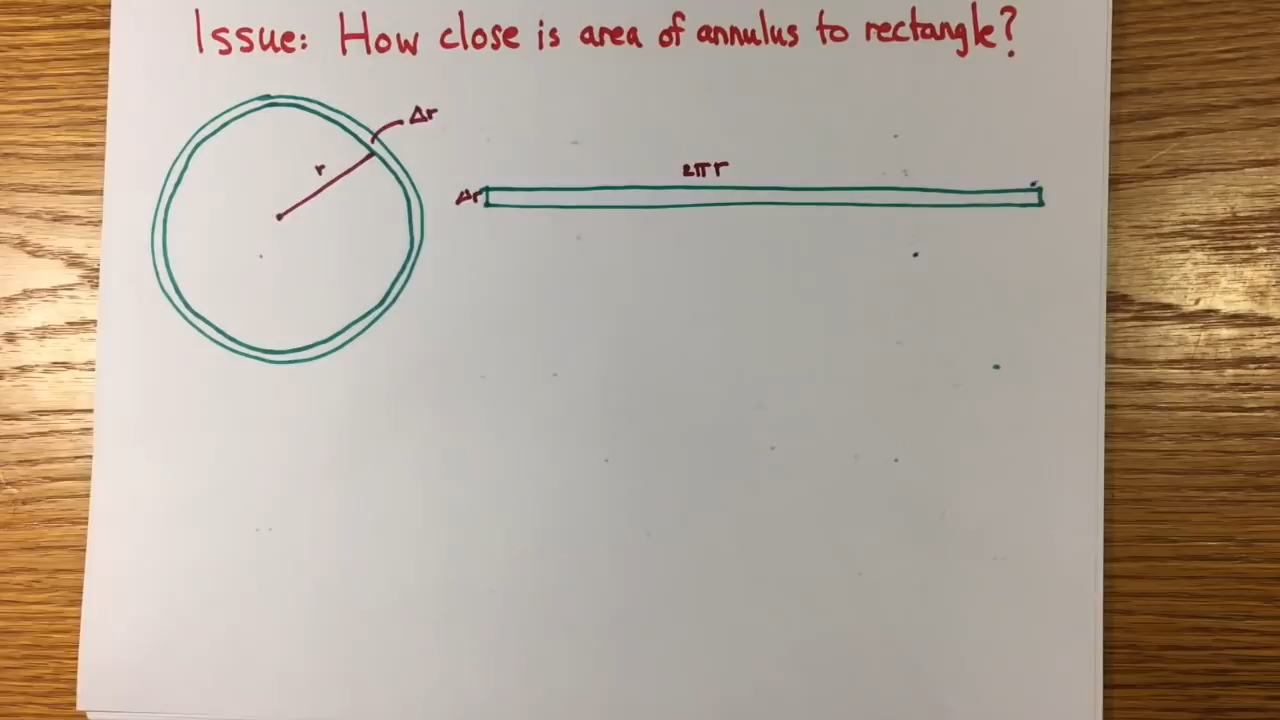 Issue: How close is area of annulus to rectangle?
Δr
r
2πr
Δr